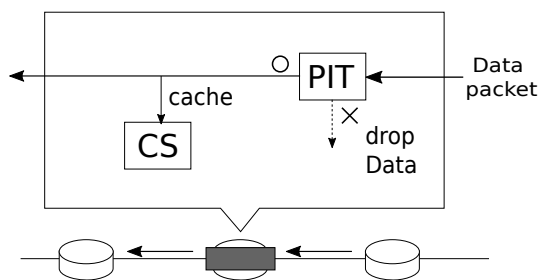 PIT
Data
packet
cache
drop
Data
CS